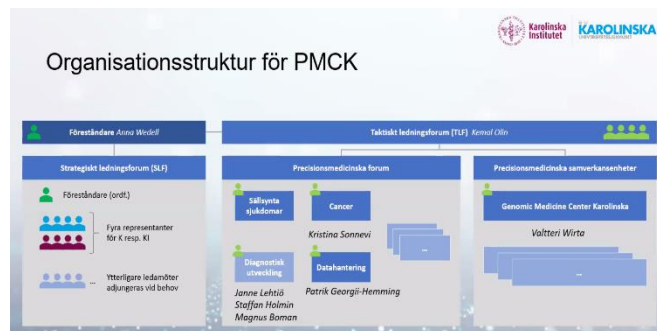 Karolinska
Institutet
KAROLINSKA
UNIVERSITETSSJUKHUSET
Organisationsstruktur för PMCK
Föreståndare Anna Wedell
Taktiskt ledningsforum (TLF) Kemal Olin
Strategiskt ledningsforum (SLF)
Föreståndare (ordf.)
Fyra representanter
för K resp. KI
...
Ytterligare ledamöter
adjungeras vid behov
Precisionsmedicinska forum
Sällsynta
sjukdomar
Cancer
Kristina Sonnevi
...
Diagnostisk
utveckling
Datahantering
Janne Lehtiö
Staffan Holmin
Magnus Boman
Patrik Georgii-Hemming
Precisionsmedicinska samverkansenheter
Genomic Medicine Center Karolinska
Valtteri Wirta
...